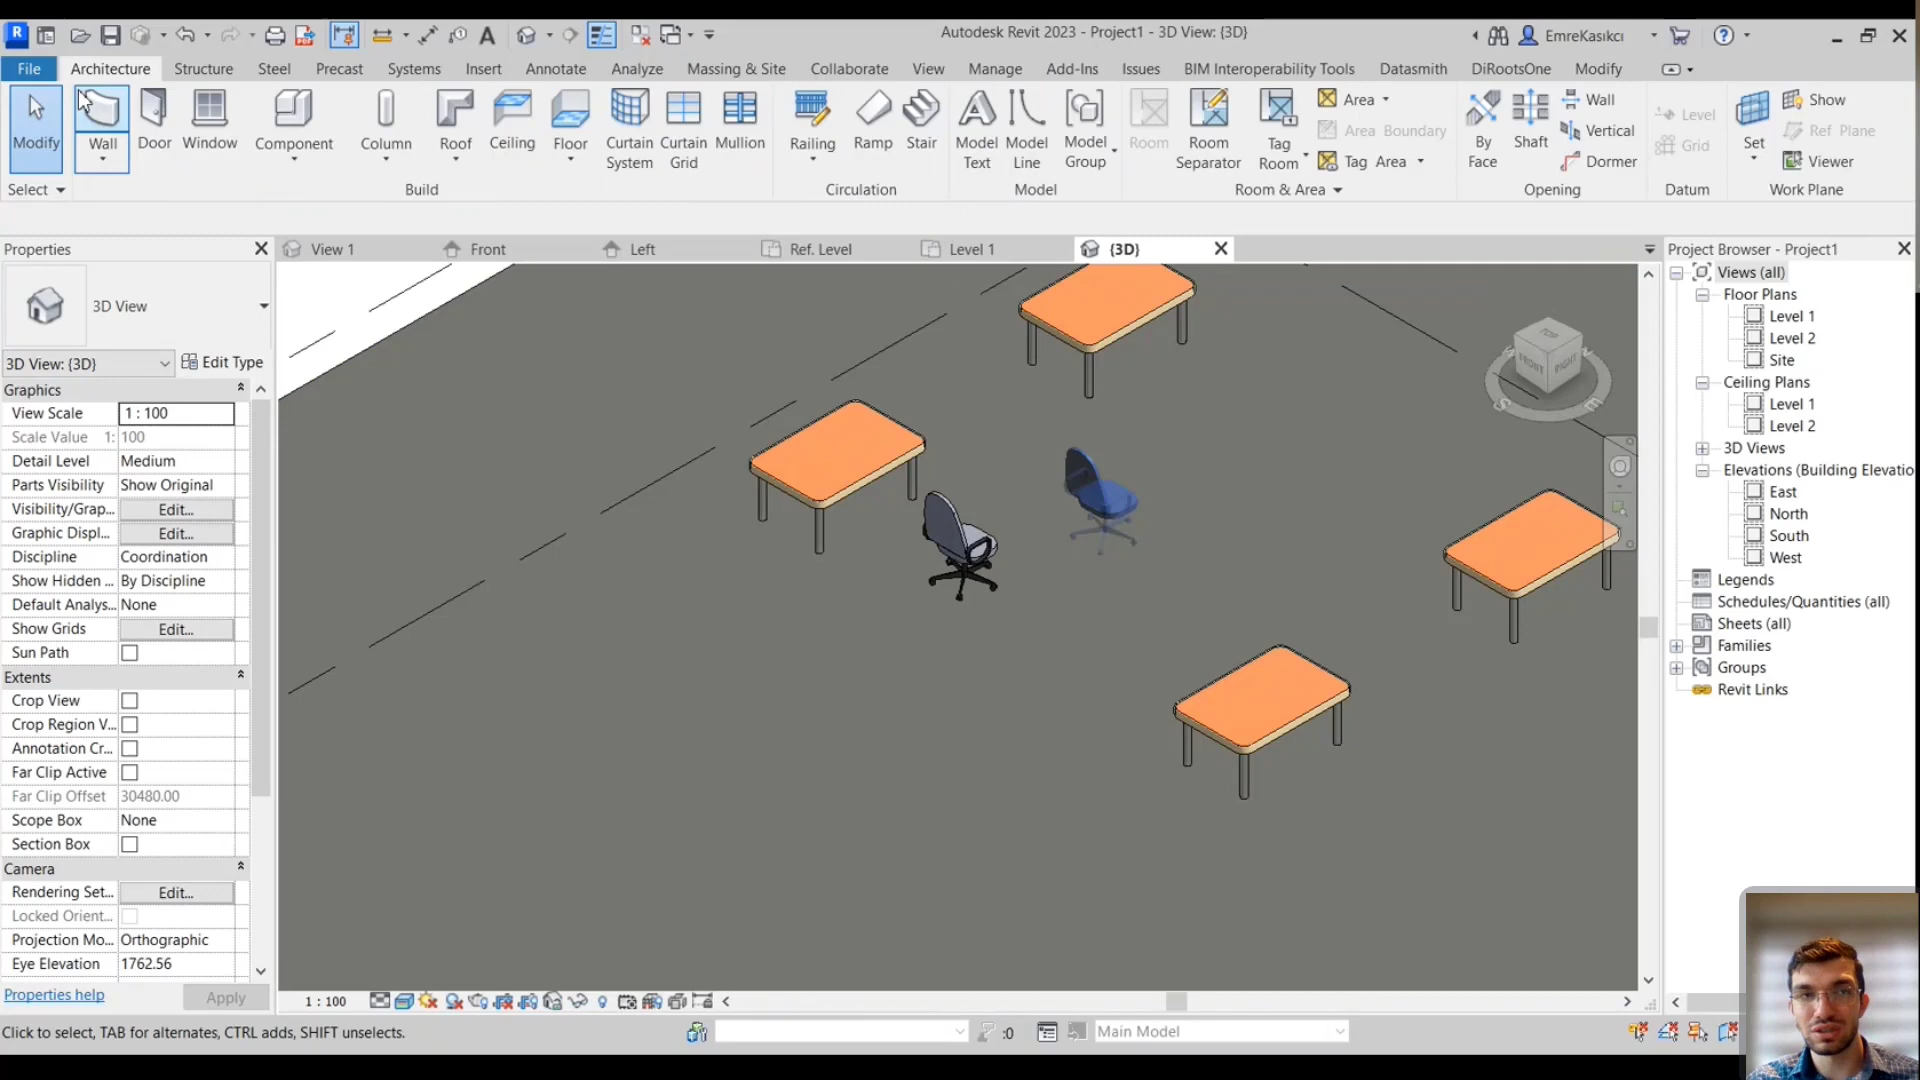 Autodesk Revit 2023 - Project1 - 3D View: {3D}
EmreKasıkcı
File Architecture Structure Steel Precast Systems Insert Annotate Analyze Massing & Site Collaborate View Manage Add-Ins Issues BIM Interoperability Tools Datasmith DiRootsOne Modify
Modify Wall Door Window Component Column Roof Ceiling Floor Curtain System Curtain Grid Mullion Railing Ramp Stair Model Text Model Line Model Group Room Room Separator Tag Room
Area
Area Boundary
Tag Area
By Face Shaft
Wall
Vertical
Dormer
Level
Grid
Set
Show
Ref Plane
Viewer
Select Build Circulation Model Room & Area Opening Datum Work Plane
Properties
3D View
3D View: {3D} Edit Type
Graphics
View Scale 1 : 100
Scale Value 1: 100
Detail Level Medium
Parts Visibility Show Original
Visibility/Grap... Edit...
Graphic Displ... Edit...
Discipline Coordination
Show Hidden ... By Discipline
Default Analys... None
Show Grids Edit...
Sun Path
Extents
Crop View
Crop Region V...
Annotation Cr...
Far Clip Active
Far Clip Offset 30480.00
Scope Box None
Section Box
Camera
Rendering Set... Edit...
Locked Orient...
Projection Mo... Orthographic
Eye Elevation 1762.56
Properties help Apply
View 1 Front Left Ref. Level Level 1 {3D}
TOP
FRONT RIGHT
S E
1 : 100
Project Browser - Project1
Views (all)
Floor Plans
Level 1
Level 2
Site
Ceiling Plans
Level 1
Level 2
3D Views
Elevations (Building Elevatio
East
North
South
West
Legends
Schedules/Quantities (all)
Sheets (all)
Families
Groups
Revit Links
Click to select, TAB for alternates, CTRL adds, SHIFT unselects.
:0
Main Model